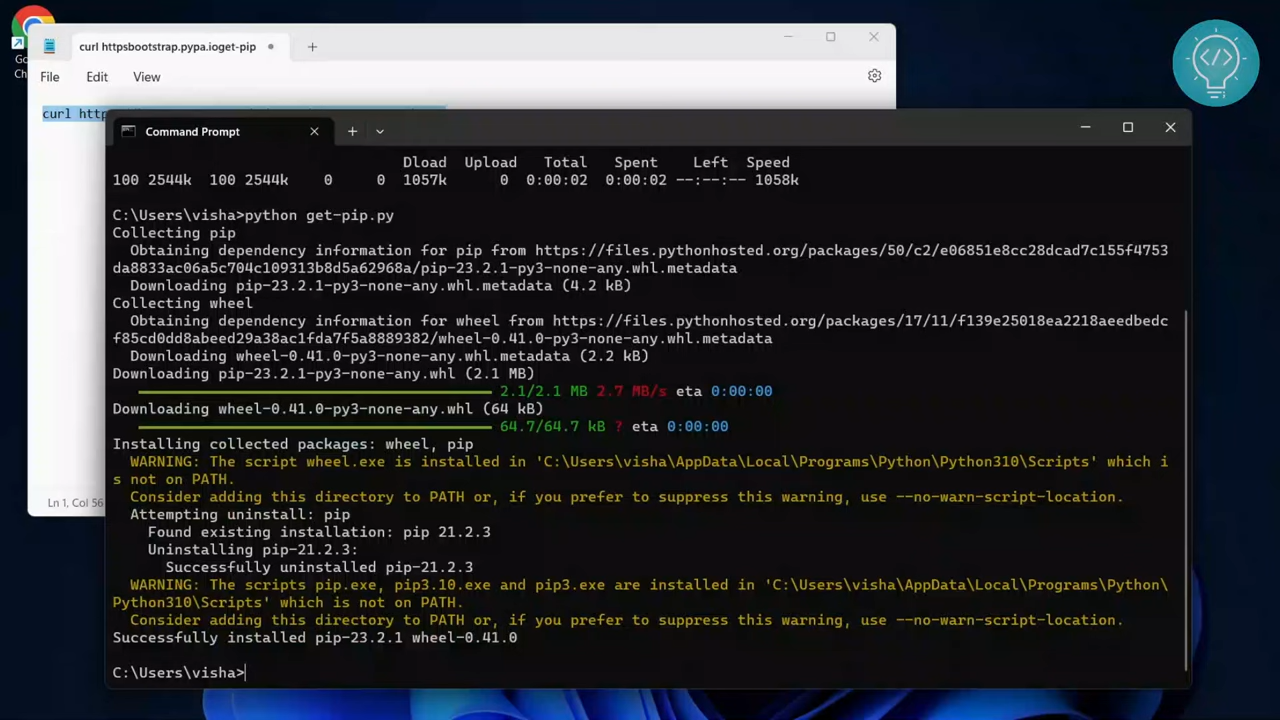 curl httpsbootstrap.pypa.ioget-pip
File Edit View
curl http
Command Prompt
Dload Upload Total Spent Left Speed
100 2544k 100 2544k 0 0 1057k 0 0:00:02 0:00:02 --:--:-- 1058k
C:\Users\visha>python get-pip.py
Collecting pip
Obtaining dependency information for pip from https://files.pythonhosted.org/packages/50/c2/e06851e8cc28dcad7c155f4753
da8833ac06a5c704c109313b8d5a62968a/pip-23.2.1-py3-none-any.whl.metadata
Downloading pip-23.2.1-py3-none-any.whl.metadata (4.2 kB)
Collecting wheel
Obtaining dependency information for wheel from https://files.pythonhosted.org/packages/17/11/f139e25018ea2218aeedbedc
f85cd0dd8abeed29a38ac1fda7f5a8889382/wheel-0.41.0-py3-none-any.whl.metadata
Downloading wheel-0.41.0-py3-none-any.whl.metadata (2.2 kB)
Downloading pip-23.2.1-py3-none-any.whl (2.1 MB)
2.1/2.1 MB 2.7 MB/s eta 0:00:00
Downloading wheel-0.41.0-py3-none-any.whl (64 kB)
64.7/64.7 kB ? eta 0:00:00
Installing collected packages: wheel, pip
WARNING: The script wheel.exe is installed in 'C:\Users\visha\AppData\Local\Programs\Python\Python310\Scripts' which i
s not on PATH.
Consider adding this directory to PATH or, if you prefer to suppress this warning, use --no-warn-script-location.
Attempting uninstall: pip
Found existing installation: pip 21.2.3
Uninstalling pip-21.2.3:
Successfully uninstalled pip-21.2.3
WARNING: The scripts pip.exe, pip3.10.exe and pip3.exe are installed in 'C:\Users\visha\AppData\Local\Programs\Python\
Python310\Scripts' which is not on PATH.
Consider adding this directory to PATH or, if you prefer to suppress this warning, use --no-warn-script-location.
Successfully installed pip-23.2.1 wheel-0.41.0
C:\Users\visha>
Ln 1, Col 56